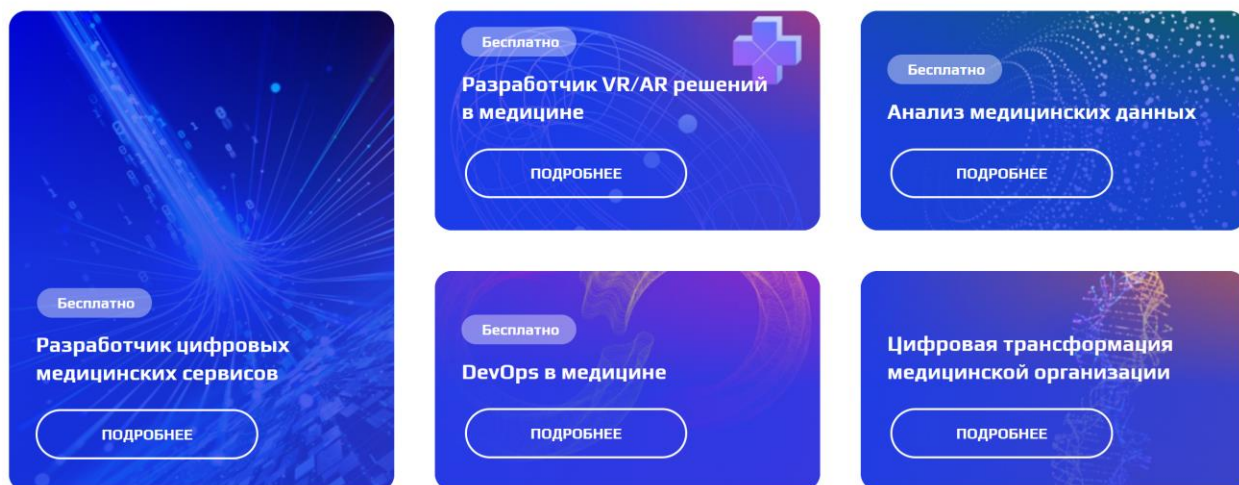 Бесплатно
Разработчик цифровых
медицинских сервисов
ПОДРОБНЕЕ
Бесплатно
Разработчик VR/AR решений
в медицине
ПОДРОБНЕЕ
Бесплатно
Анализ медицинских данных
ПОДРОБНЕЕ
Бесплатно
DevOps в медицине
ПОДРОБНЕЕ
Цифровая трансформация
медицинской организации
ПОДРОБНЕЕ